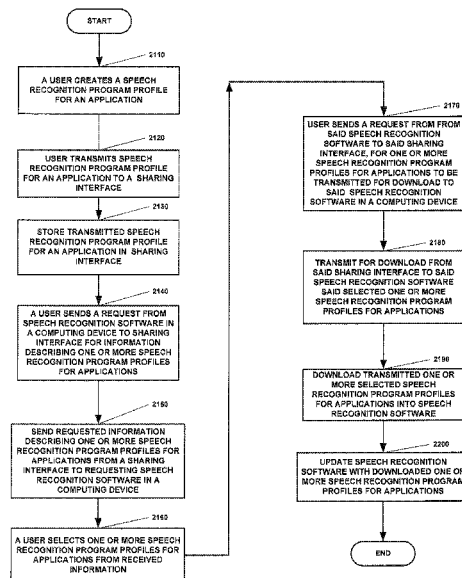 START
2110
A USER CREATES A SPEECH
RECOGNITION PROGRAM PROFILE
FOR AN APPLICATION
2120
USER TRANSMITS SPEECH
RECOGNITION PROGRAM PROFILE
FOR AN APPLICATION TO A SHARING
INTERFACE
2130
STORE TRANSMITTED SPEECH
RECOGNITION PROGRAM PROFILE
FOR AN APPLICATION IN SHARING
INTERFACE
2140
A USER SENDS A REQUEST FROM
SPEECH RECOGNITION SOFTWARE IN
A COMPUTING DEVICE TO SHARING
INTERFACE FOR INFORMATION
DESCRIBING ONE OR MORE SPEECH
RECOGNITION PROGRAM PROFILES
FOR APPLICATIONS
SEND REQUESTED INFORMATION
DESCRIBING ONE OR MORE SPEECH
RECOGNITION PROGRAM PROFILES FOR
APPLICATIONS FROM A SHARING
INTERFACE TO REQUESTING SPEECH
RECOGNITION SOFTWARE IN A
COMPUTING DEVICE
A USER SELECTS ONE OR MORE SPEECH
RECOGNITION PROGRAM PROFILES FOR
APPLICATIONS FROM RECEIVED
INFORMATION
2170
USER SENDS A REQUEST FROM FROM
SAID SPEECH RECOGNITION
SOFTWARE TO SAID SHARING
INTERFACE, FOR ONE OR MORE
SPEECH RECOGNITION PROGRAM
PROFILES FOR APPLICATIONS TO BE
TRANSMITTED FOR DOWNLOAD TO
SAID SPEECH RECOGNITION
SOFTWARE IN A COMPUTING DEVICE
2180
TRANSMIT FOR DOWNLOAD FROM
SAID SHARING INTERFACE TO SAID
SPEECH RECOGNITION SOFTWARE
SAID SELECTED ONE OR MORE
SPEECH RECOGNITION PROGRAM
PROFILES FOR APPLICATIONS
2190
DOWNLOAD TRANSMITTED ONE OR
MORE SELECTED SPEECH
RECOGNITION PROGRAM PROFILES
FOR APPLICATIONS INTO SPEECH
RECOGNITION SOFTWARE
2200
UPDATE SPEECH RECOGNITION
SOFTWARE WITH DOWNLOADED ONE OR
MORE SPEECH RECOGNITION PROGRAM
PROFILES FOR APPLICATIONS
END